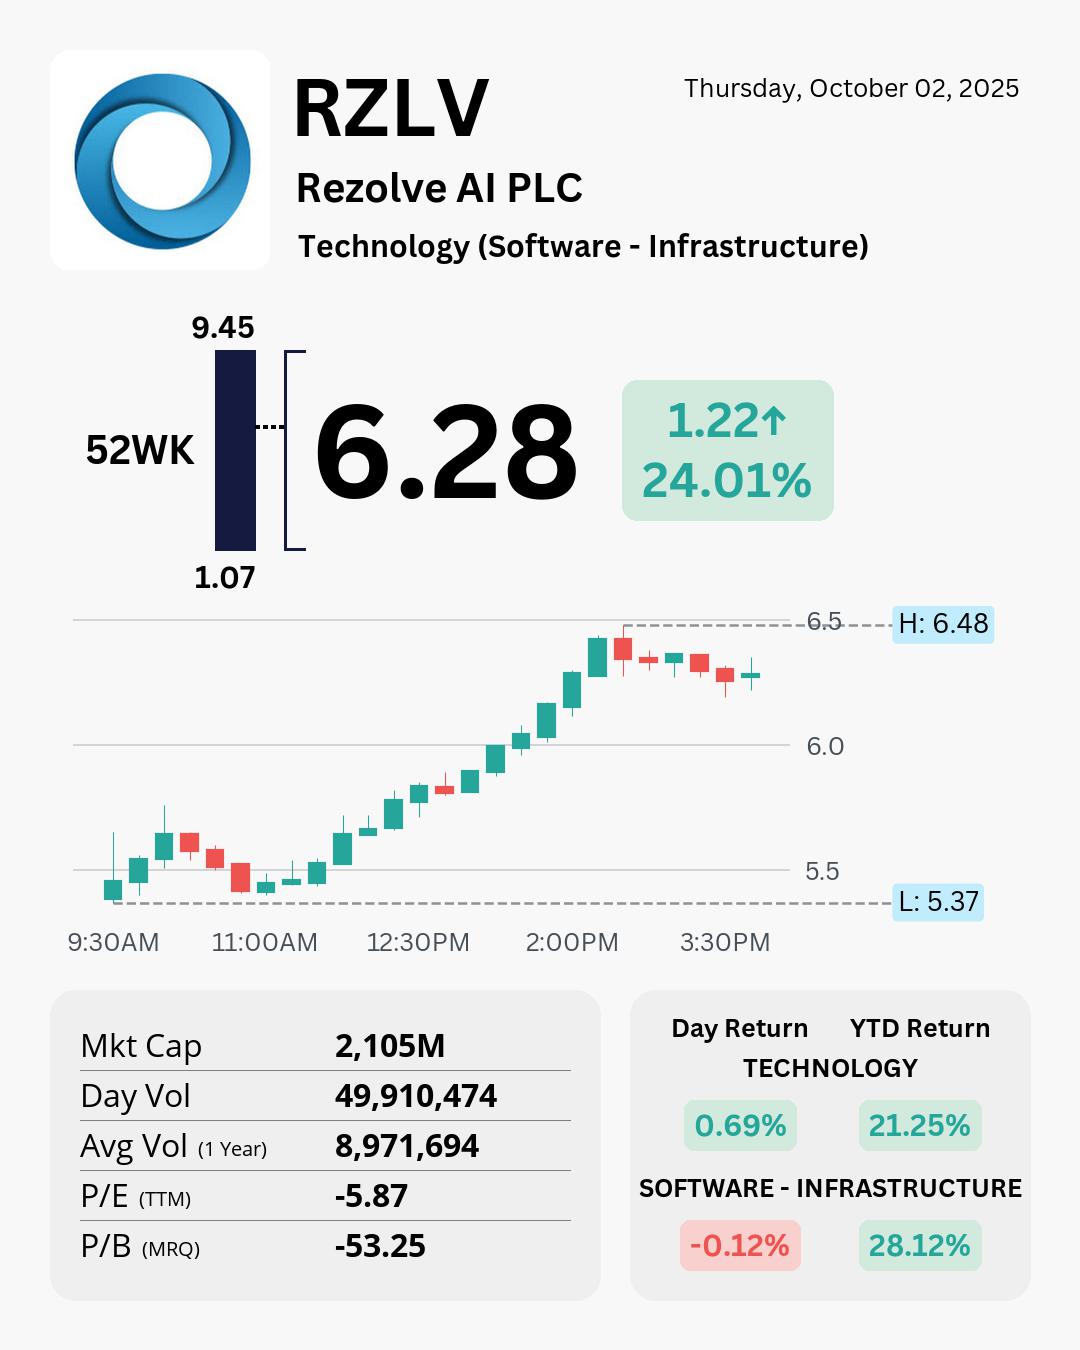 RZLV
Thursday, October 02, 2025
Rezolve AI PLC
Technology (Software - Infrastructure)
9.45
52WK
6.28
1.22↑
24.01%
1.07
6.5
H: 6.48
6.0
5.5
L: 5.37
9:30AM 11:00AM 12:30PM 2:00PM 3:30PM
Mkt Cap 2,105M
Day Vol 49,910,474
Avg Vol (1 Year) 8,971,694
P/E (TTM) -5.87
P/B (MRQ) -53.25
Day Return YTD Return
TECHNOLOGY
0.69% 21.25%
SOFTWARE - INFRASTRUCTURE
-0.12% 28.12%